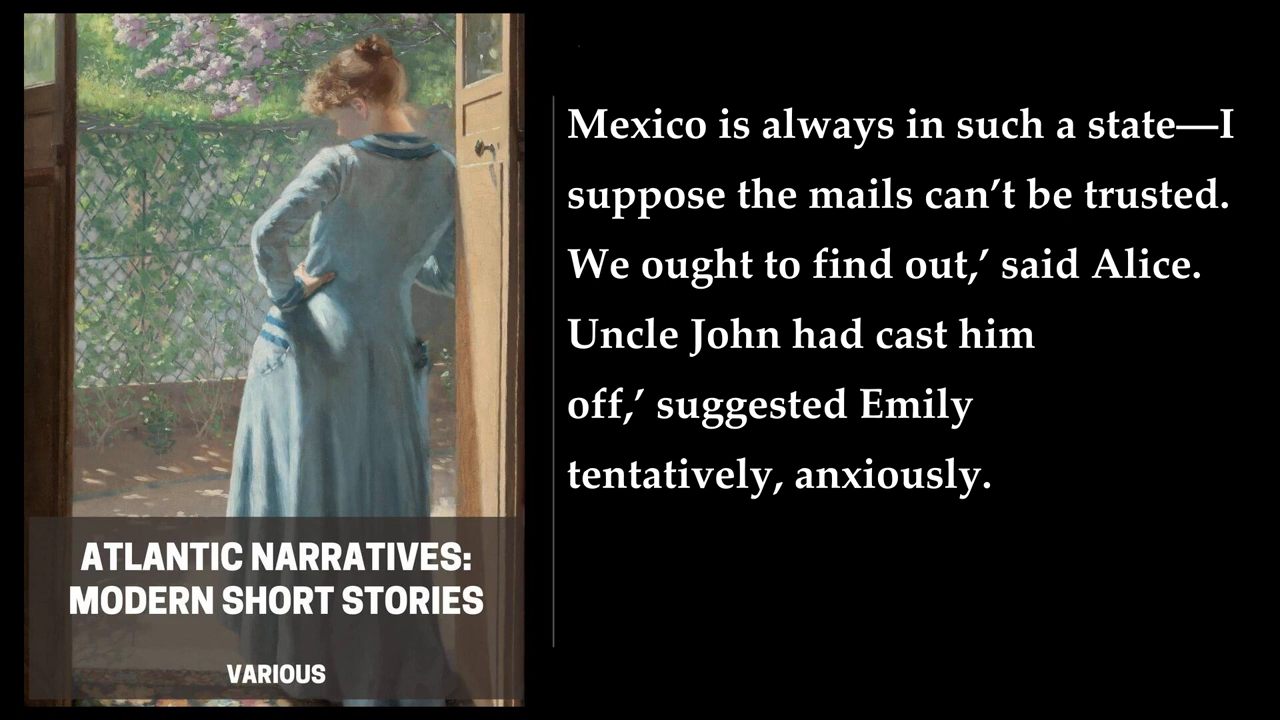 Mexico is always in such a state—I
suppose the mails can’t be trusted.
We ought to find out,’ said Alice.
Uncle John had cast him
off,’ suggested Emily
tentatively, anxiously.
ATLANTIC NARRATIVES:
MODERN SHORT STORIES
VARIOUS